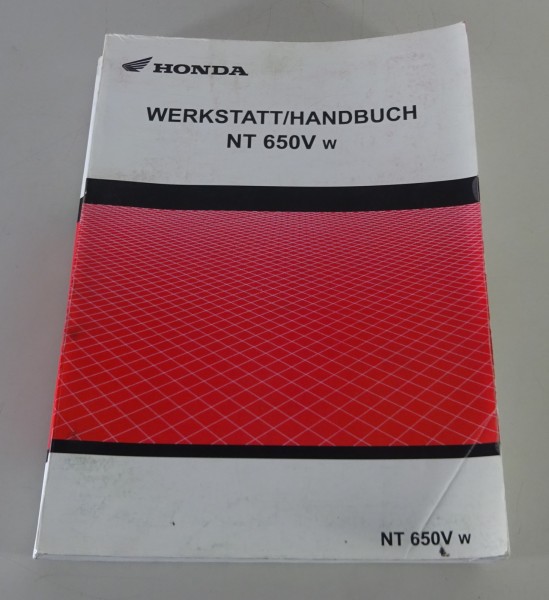 HONDA
WERKSTATT/HANDBUCH
NT 650V W
NT 650V W